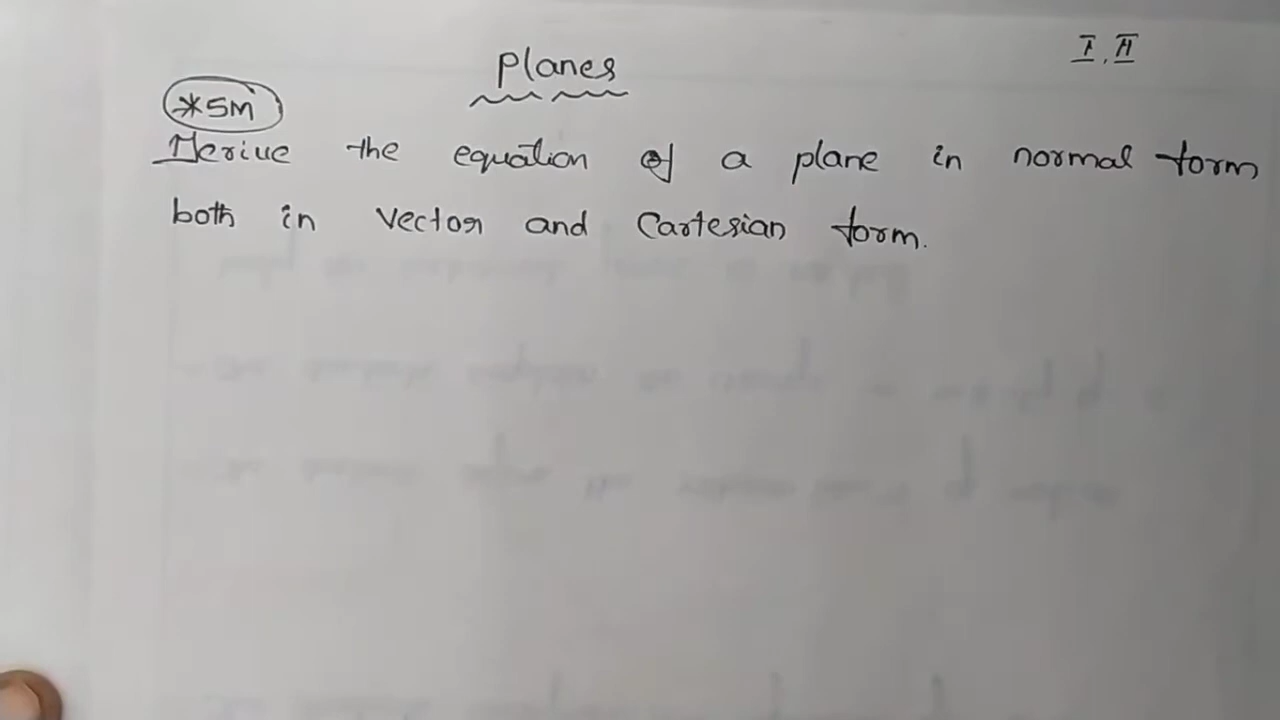 I, II
Planes
*5M
Derive the equation of a plane in normal form
both in Vector and Cartesian form.